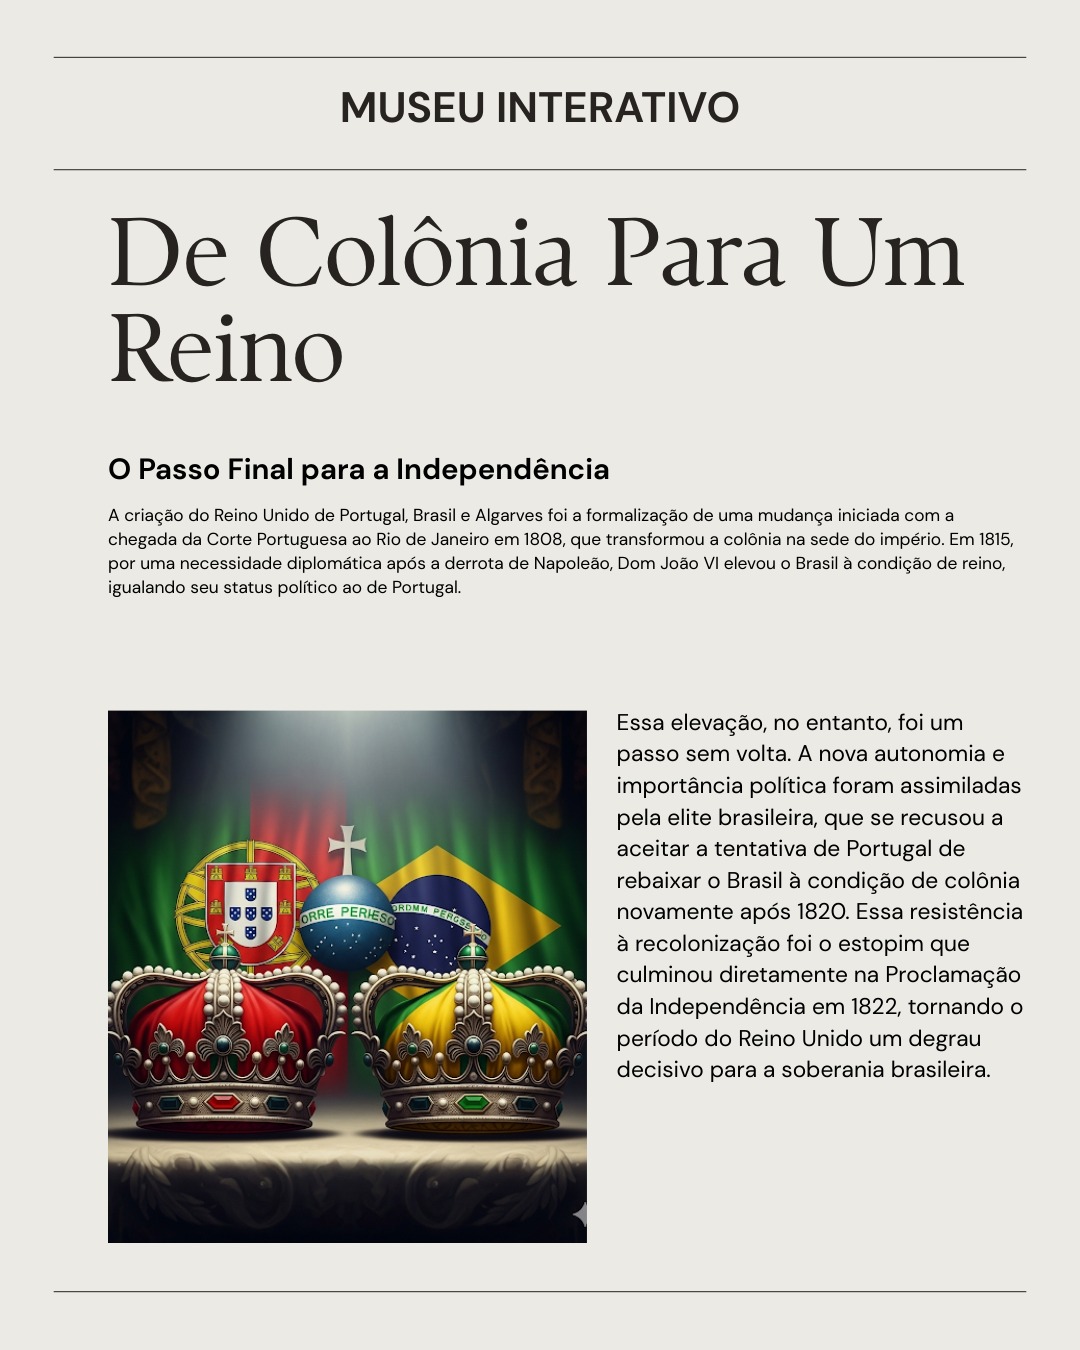 MUSEU INTERATIVO
De Colônia Para Um
Reino
O Passo Final para a Independência
A criação do Reino Unido de Portugal, Brasil e Algarves foi a formalização de uma mudança iniciada com a
chegada da Corte Portuguesa ao Rio de Janeiro em 1808, que transformou a colônia na sede do império. Em 1815,
por uma necessidade diplomática após a derrota de Napoleão, Dom João VI elevou o Brasil à condição de reino,
igualando seu status político ao de Portugal.
Essa elevação, no entanto, foi um
passo sem volta. A nova autonomia e
importância política foram assimiladas
pela elite brasileira, que se recusou a
aceitar a tentativa de Portugal de
rebaixar o Brasil à condição de colônia
novamente após 1820. Essa resistência
à recolonização foi o estopim que
culminou diretamente na Proclamação
da Independência em 1822, tornando o
período do Reino Unido um degrau
decisivo para a soberania brasileira.
ORRE PERHESO